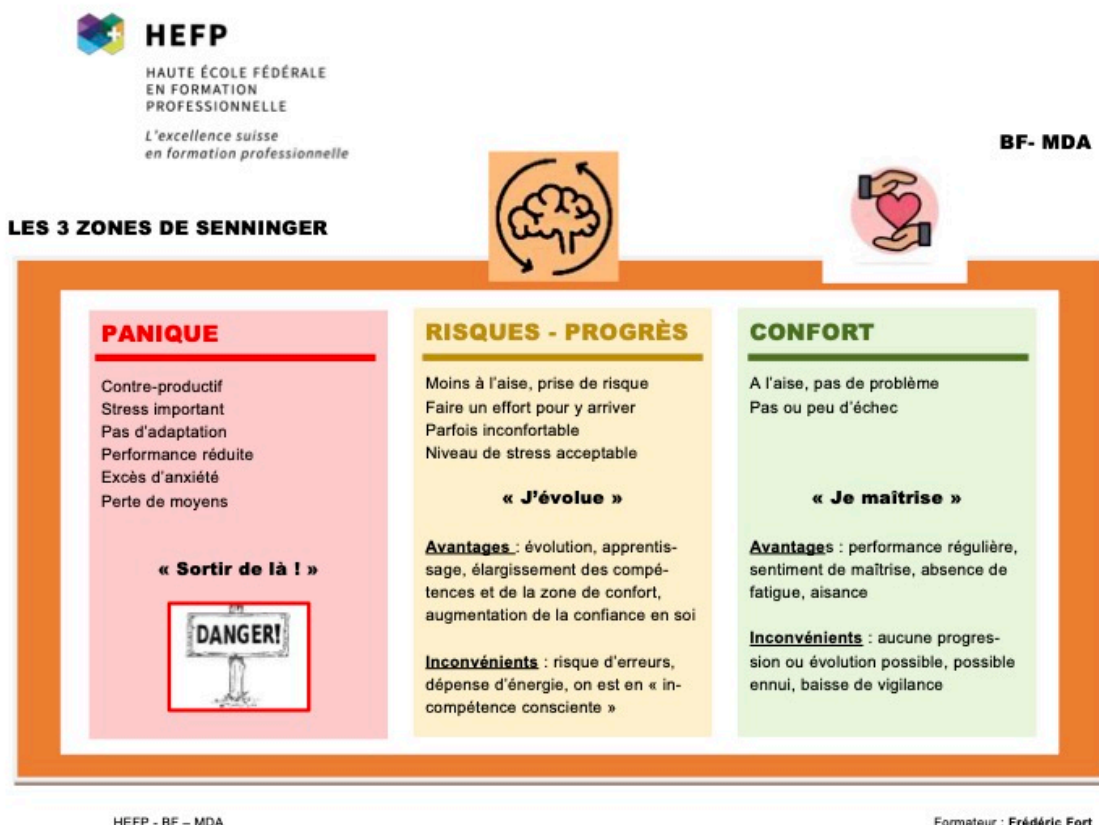 HEFP
HAUTE ÉCOLE FÉDÉRALE
EN FORMATION
PROFESSIONNELLE
L'excellence suisse
en formation professionnelle
BF- MDA
LES 3 ZONES DE SENNINGER
PANIQUE
Contre-productif
Stress important
Pas d'adaptation
Performance réduite
Excès d'anxiété
Perte de moyens
« Sortir de là ! »
DANGER!
RISQUES - PROGRÈS
Moins à l'aise, prise de risque
Faire un effort pour y arriver
Parfois inconfortable
Niveau de stress acceptable
« J'évolue »
Avantages : évolution, apprentis-
sage, élargissement des compé-
tences et de la zone de confort,
augmentation de la confiance en soi
Inconvénients : risque d'erreurs,
dépense d'énergie, on est en « in-
compétence consciente »
CONFORT
A l'aise, pas de problème
Pas ou peu d'échec
« Je maîtrise »
Avantages : performance régulière,
sentiment de maîtrise, absence de
fatigue, aisance
Inconvénients : aucune progres-
sion ou évolution possible, possible
ennui, baisse de vigilance
HEFP - BF – MDA
Formateur : Frédéric Fort